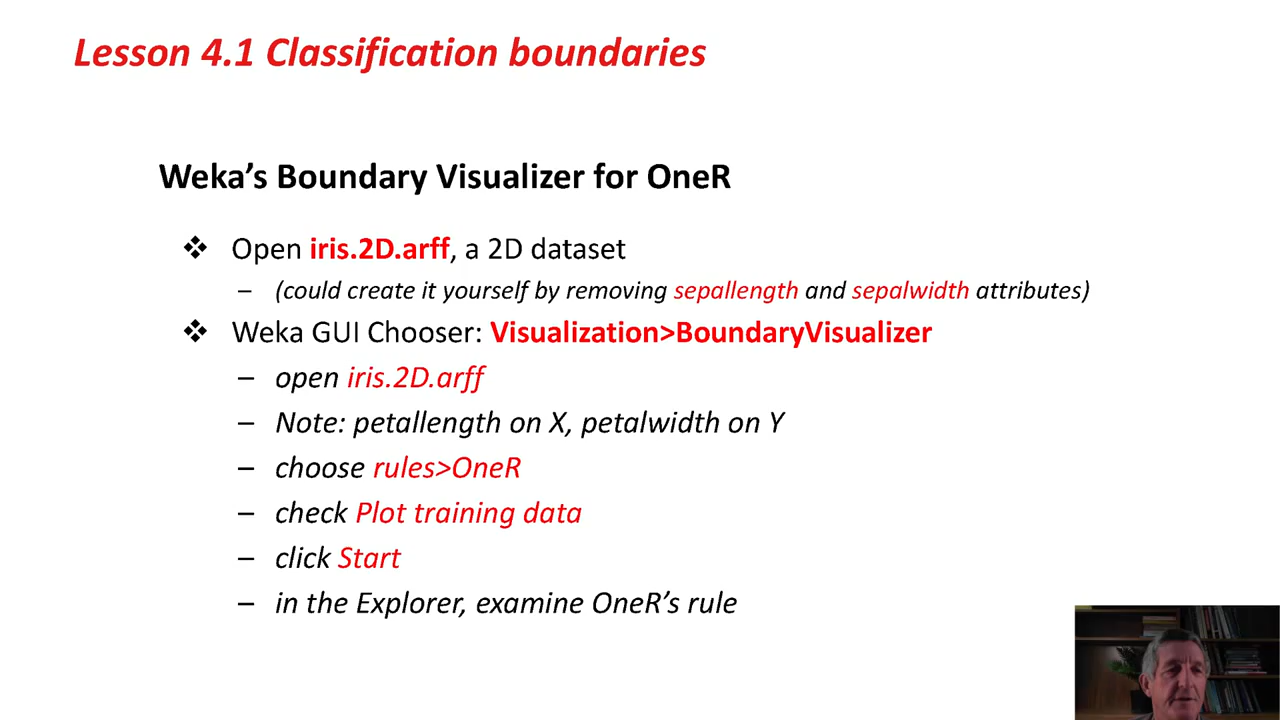 Lesson 4.1 Classification boundaries
Weka’s Boundary Visualizer for OneR
❖ Open iris.2D.arff, a 2D dataset
– (could create it yourself by removing sepallength and sepalwidth attributes)
❖ Weka GUI Chooser: Visualization>BoundaryVisualizer
– open iris.2D.arff
– Note: petallength on X, petalwidth on Y
– choose rules>OneR
– check Plot training data
– click Start
– in the Explorer, examine OneR’s rule